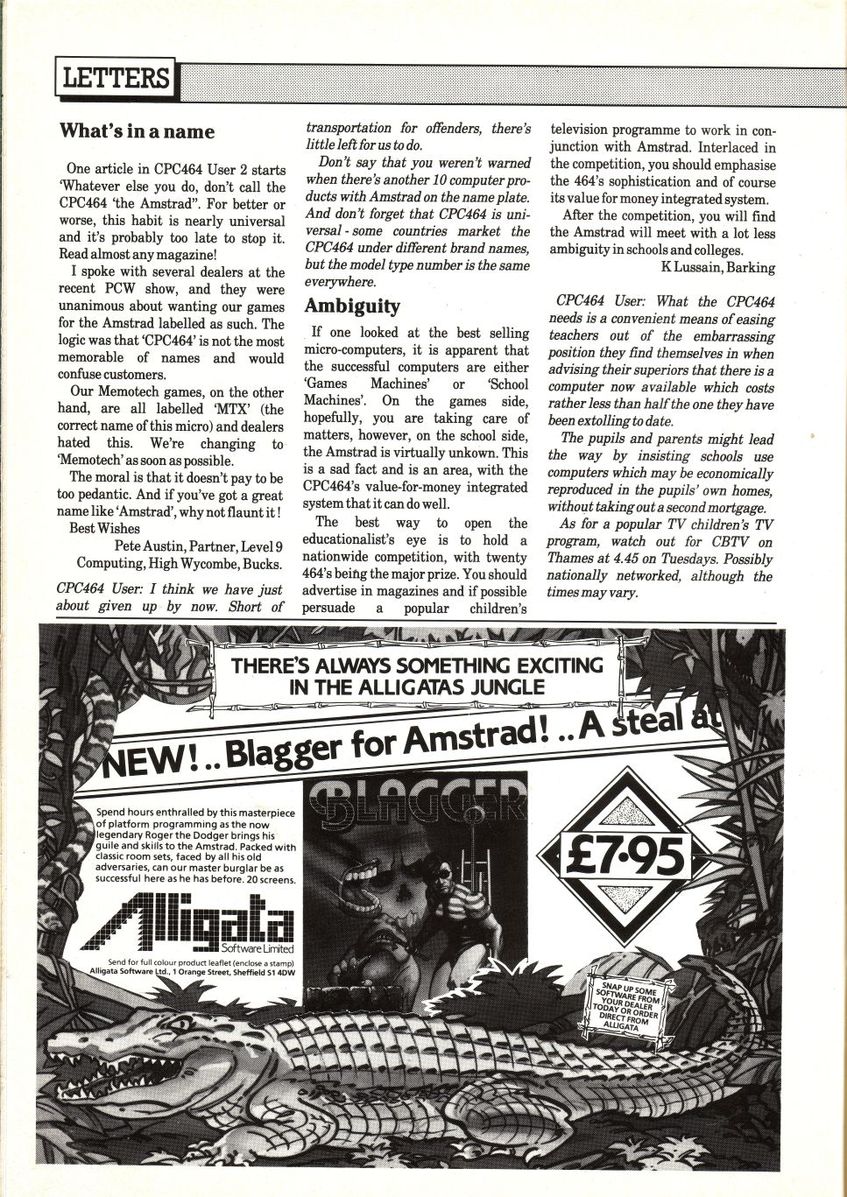 LETTERS
What's in a name
One article in CPC464 User 2 starts
'Whatever else you do, don't call the
CPC464 'the Amstrad". For better or
worse, this habit is nearly universal
and it's probably too late to stop it.
Read almost any magazine!
I spoke with several dealers at the
recent PCW show, and they were
unanimous about wanting our games
for the Amstrad labelled as such. The
logic was that 'CPC464' is not the most
memorable of names and would
confuse customers.
Our Memotech games, on the other
hand, are all labelled 'MTX' (the
correct name of this micro) and dealers
hated this. We're changing to
'Memotech' as soon as possible.
The moral is that it doesn't pay to be
too pedantic. And if you've got a great
name like 'Amstrad', why not flaunt it!
Best Wishes
Pete Austin, Partner, Level 9
Computing, High Wycombe, Bucks.
CPC464 User: I think we have just
about given up by now. Short of
transportation for offenders, there's
little left for us to do.
Don't say that you weren't warned
when there's another 10 computer pro-
ducts with Amstrad on the name plate.
And don't forget that CPC464 is uni-
versal - some countries market the
CPC464 under different brand names,
but the model type number is the same
everywhere.
Ambiguity
If one looked at the best selling
micro-computers, it is apparent that
the successful computers are either
'Games Machines' or 'School
Machines'. On the games side,
hopefully, you are taking care of
matters, however, on the school side,
the Amstrad is virtually unkown. This
is a sad fact and is an area, with the
CPC464's value-for-money integrated
system that it can do well.
The best way to open the
educationalist's eye is to hold a
nationwide competition, with twenty
464's being the major prize. You should
advertise in magazines and if possible
persuade a popular children's
television programme to work in con-
junction with Amstrad. Interlaced in
the competition, you should emphasise
the 464's sophistication and of course
its value for money integrated system.
After the competition, you will find
the Amstrad will meet with a lot less
ambiguity in schools and colleges.
K Lussain, Barking
CPC464 User: What the CPC464
needs is a convenient means of easing
teachers out of the embarrassing
position they find themselves in when
advising their superiors that there is a
computer now available which costs
rather less than half the one they have
been extolling to date.
The pupils and parents might lead
the way by insisting schools use
computers which may be economically
reproduced in the pupils' own homes,
without taking out a second mortgage.
As for a popular TV children's TV
program, watch out for CBTV on
Thames at 4.45 on Tuesdays. Possibly
nationally networked, although the
times may vary.
THERE'S ALWAYS SOMETHING EXCITING
IN THE ALLIGATAS JUNGLE
NEW!.. Blagger for Amstrad! ..A steal at
Spend hours enthralled by this masterpiece
of platform programming as the now
legendary Roger the Dodger brings his
guile and skills to the Amstrad. Packed with
classic room sets, faced by all his old
adversaries, can our master burglar be as
successful here as he has before. 20 screens.
Alligata
Software Limited
Send for full colour product leaflet (enclose a stamp)
Alligata Software Ltd., 1 Orange Street, Sheffield S1 4DW
BLAGGER
£7·95
SNAP UP SOME
SOFTWARE FROM
YOUR DEALER
TODAY OR ORDER
DIRECT FROM
ALLIGATA